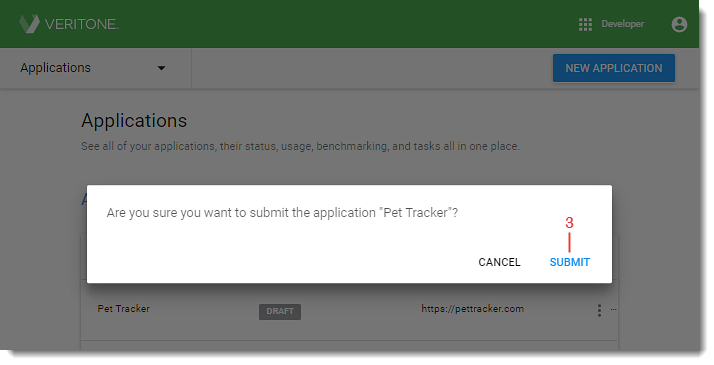 VERITONE.
Developer
Applications
NEW APPLICATION
Applications
See all of your applications, their status, usage, benchmarking, and tasks all in one place.
A
Are you sure you want to submit the application "Pet Tracker"?
3
CANCEL
SUBMIT
Pet Tracker
DRAFT
https://pettracker.com
...